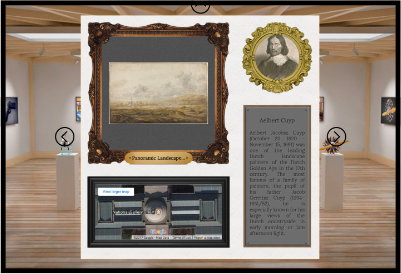 "Panoramic Landscape..."
Aelbert Cuyp
Aelbert Jacobsz Cuyp
(October 20, 1620 –
November 15, 1691) was
one of the leading
Dutch landscape
painters of the Dutch
Golden Age in the 17th
century. The most
famous of a family of
painters, the pupil of
his father Jacob
Gerritsz Cuyp (1594–
1651/52), he is
especially known for his
large views of the
Dutch countryside in
early morning or late
afternoon light.
View larger map
Google